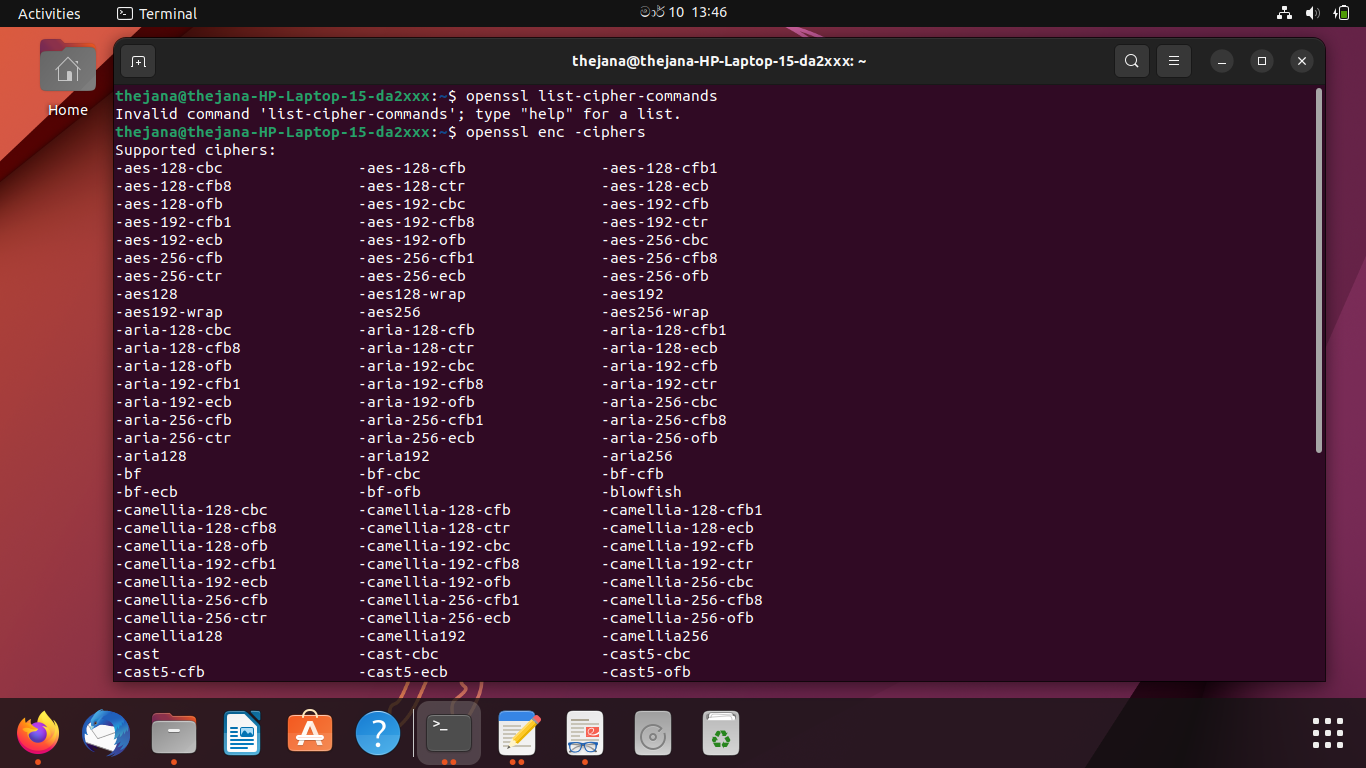 Activities Terminal මාර් 10 13:46
Home
thejana@thejana-HP-Laptop-15-da2xxx: ~
thejana@thejana-HP-Laptop-15-da2xxx:~$ openssl list-cipher-commands
Invalid command 'list-cipher-commands'; type "help" for a list.
thejana@thejana-HP-Laptop-15-da2xxx:~$ openssl enc -ciphers
Supported ciphers:
-aes-128-cbc -aes-128-cfb -aes-128-cfb1
-aes-128-cfb8 -aes-128-ctr -aes-128-ecb
-aes-128-ofb -aes-192-cbc -aes-192-cfb
-aes-192-cfb1 -aes-192-cfb8 -aes-192-ctr
-aes-192-ecb -aes-192-ofb -aes-256-cbc
-aes-256-cfb -aes-256-cfb1 -aes-256-cfb8
-aes-256-ctr -aes-256-ecb -aes-256-ofb
-aes128 -aes128-wrap -aes192
-aes192-wrap -aes256 -aes256-wrap
-aria-128-cbc -aria-128-cfb -aria-128-cfb1
-aria-128-cfb8 -aria-128-ctr -aria-128-ecb
-aria-128-ofb -aria-192-cbc -aria-192-cfb
-aria-192-cfb1 -aria-192-cfb8 -aria-192-ctr
-aria-192-ecb -aria-192-ofb -aria-256-cbc
-aria-256-cfb -aria-256-cfb1 -aria-256-cfb8
-aria-256-ctr -aria-256-ecb -aria-256-ofb
-aria128 -aria192 -aria256
-bf -bf-cbc -bf-cfb
-bf-ecb -bf-ofb -blowfish
-camellia-128-cbc -camellia-128-cfb -camellia-128-cfb1
-camellia-128-cfb8 -camellia-128-ctr -camellia-128-ecb
-camellia-128-ofb -camellia-192-cbc -camellia-192-cfb
-camellia-192-cfb1 -camellia-192-cfb8 -camellia-192-ctr
-camellia-192-ecb -camellia-192-ofb -camellia-256-cbc
-camellia-256-cfb -camellia-256-cfb1 -camellia-256-cfb8
-camellia-256-ctr -camellia-256-ecb -camellia-256-ofb
-camellia128 -camellia192 -camellia256
-cast -cast-cbc -cast5-cbc
-cast5-cfb -cast5-ecb -cast5-ofb